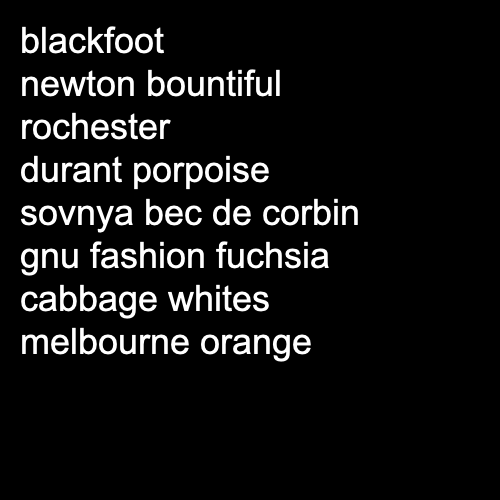 blackfoot
newton bountiful
rochester
durant porpoise
sovnya bec de corbin
gnu fashion fuchsia
cabbage whites
melbourne orange